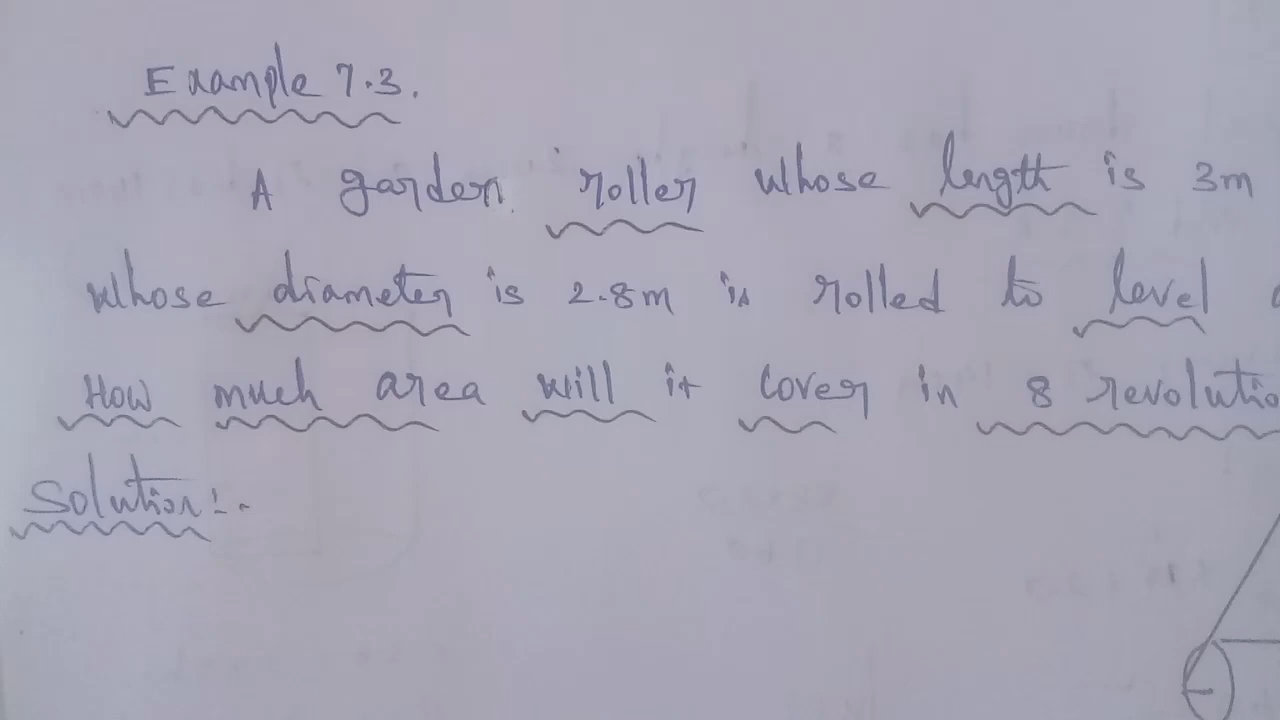 Example 7.3.
A garden roller whose length is 3m
whose diameter is 2.8m is rolled to level
How much area will it cover in 8 revolutio
Solution:-